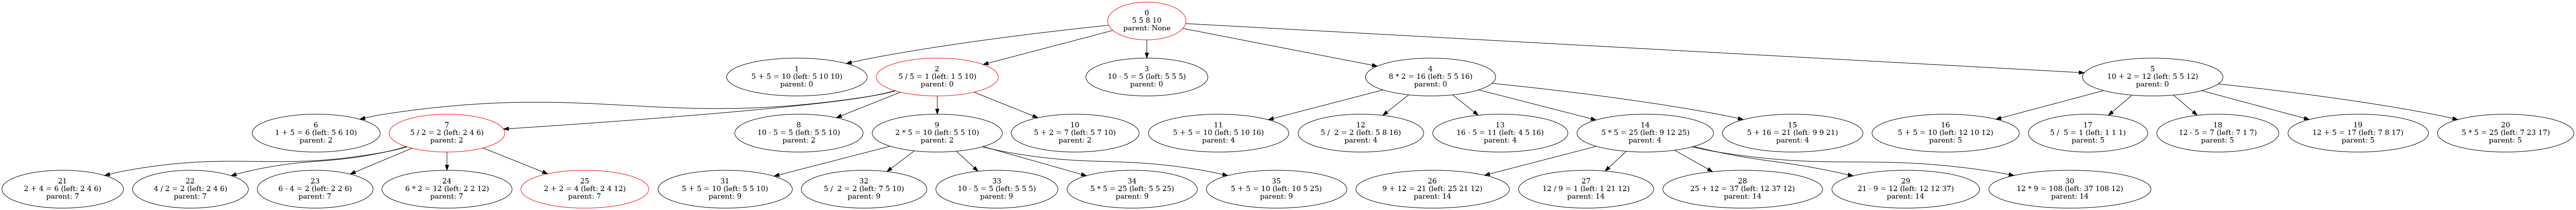 0
5 5 8 10
parent: None
1
5 + 5 = 10 (left: 5 10 10)
parent: 0
2
5 / 5 = 1 (left: 1 5 10)
parent: 0
3
10 - 5 = 5 (left: 5 5 5)
parent: 0
4
8 * 2 = 16 (left: 5 5 16)
parent: 0
5
10 + 2 = 12 (left: 5 5 12)
parent: 0
6
1 + 5 = 6 (left: 5 6 10)
parent: 2
7
5 / 2 = 2 (left: 2 4 6)
parent: 2
8
10 - 5 = 5 (left: 5 5 10)
parent: 2
9
2 * 5 = 10 (left: 5 5 10)
parent: 2
10
5 + 2 = 7 (left: 5 7 10)
parent: 2
11
5 + 5 = 10 (left: 5 10 16)
parent: 4
12
5 / 2 = 2 (left: 5 8 16)
parent: 4
13
16 - 5 = 11 (left: 4 5 16)
parent: 4
14
5 * 5 = 25 (left: 9 12 25)
parent: 4
15
5 + 16 = 21 (left: 9 9 21)
parent: 4
16
5 + 5 = 10 (left: 12 10 12)
parent: 5
17
5 / 5 = 1 (left: 1 1 1)
parent: 5
18
12 - 5 = 7 (left: 7 1 7)
parent: 5
19
12 + 5 = 17 (left: 7 8 17)
parent: 5
20
5 * 5 = 25 (left: 7 23 17)
parent: 5
21
2 + 4 = 6 (left: 2 4 6)
parent: 7
22
4 / 2 = 2 (left: 2 4 6)
parent: 7
23
6 - 4 = 2 (left: 2 2 6)
parent: 7
24
6 * 2 = 12 (left: 2 2 12)
parent: 7
25
2 + 2 = 4 (left: 2 4 12)
parent: 7
31
5 + 5 = 10 (left: 5 5 10)
parent: 9
32
5 / 2 = 2 (left: 7 5 10)
parent: 9
33
10 - 5 = 5 (left: 5 5 5)
parent: 9
34
5 * 5 = 25 (left: 5 5 25)
parent: 9
35
5 + 5 = 10 (left: 10 5 25)
parent: 9
26
9 + 12 = 21 (left: 25 21 12)
parent: 14
27
12 / 9 = 1 (left: 1 21 12)
parent: 14
28
25 + 12 = 37 (left: 12 37 12)
parent: 14
29
21 - 9 = 12 (left: 12 12 37)
parent: 14
30
12 * 9 = 108 (left: 37 108 12)
parent: 14